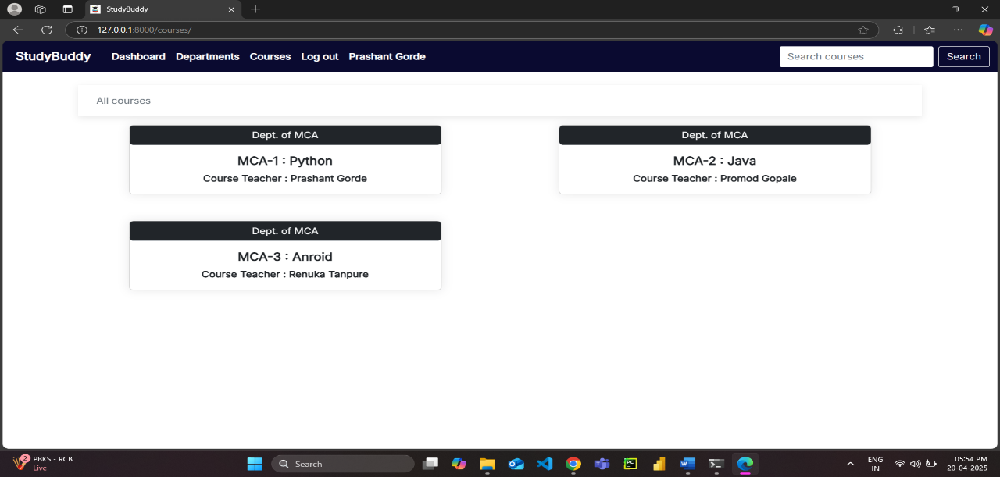 StudyBuddy
127.0.0.1:8000/courses/
StudyBuddy Dashboard Departments Courses Log out Prashant Gorde Search courses Search
All courses
Dept. of MCA
MCA-1 : Python
Course Teacher : Prashant Gorde
Dept. of MCA
MCA-2 : Java
Course Teacher : Promod Gopale
Dept. of MCA
MCA-3 : Anroid
Course Teacher : Renuka Tanpure
2
PBKS - RCB
Live
Search
PC
ENG
IN
05:54 PM
20-04-2025